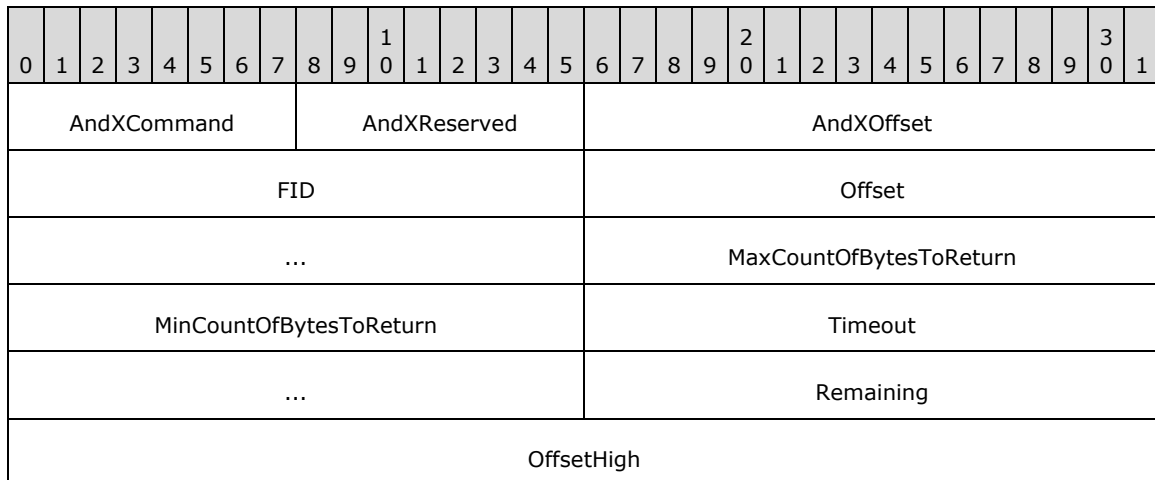 1 2 3
0 1 2 3 4 5 6 7 8 9 0 1 2 3 4 5 6 7 8 9 0 1 2 3 4 5 6 7 8 9 0 1
AndXCommand AndXReserved AndXOffset
FID Offset
... MaxCountOfBytesToReturn
MinCountOfBytesToReturn Timeout
... Remaining
OffsetHigh